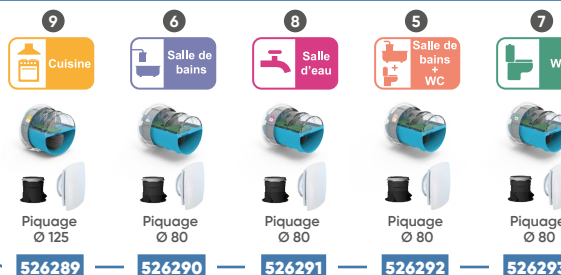 9
6
8
5
7
Cuisine
Salle de
bains
Salle
d'eau
Salle de
bains
+
WC
+
W
Piquage
Ø 125
Piquage
Ø 80
Piquage
Ø 80
Piquage
Ø 80
Piquage
Ø 80
526289
526290
526291
526292
526293